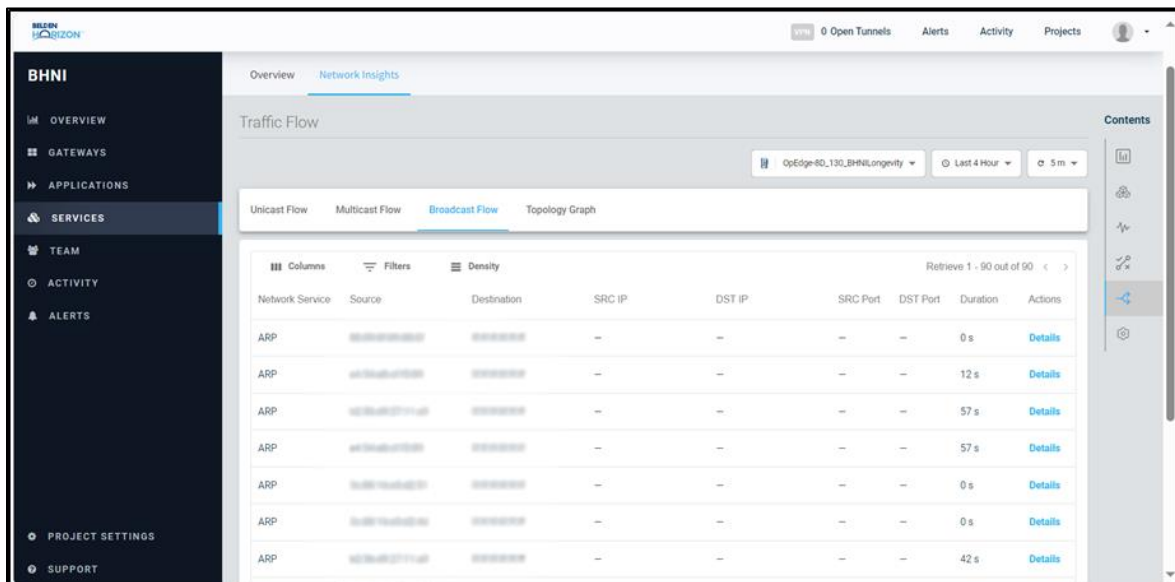 BELDEN
HORIZON
VPN 0 Open Tunnels Alerts Activity Projects
BHNI
OVERVIEW
GATEWAYS
APPLICATIONS
SERVICES
TEAM
ACTIVITY
ALERTS
PROJECT SETTINGS
SUPPORT
Overview Network Insights
Traffic Flow
OpEdge-8D_130_BHNILongevity Last 4 Hour 5 m
Unicast Flow Multicast Flow Broadcast Flow Topology Graph
Columns Filters Density Retrieve 1 - 90 out of 90 < >
Network Service Source Destination SRC IP DST IP SRC Port DST Port Duration Actions
ARP – – – – 0 s Details
ARP – – – – 12 s Details
ARP – – – – 57 s Details
ARP – – – – 57 s Details
ARP – – – – 0 s Details
ARP – – – – 0 s Details
ARP – – – – 42 s Details
Contents